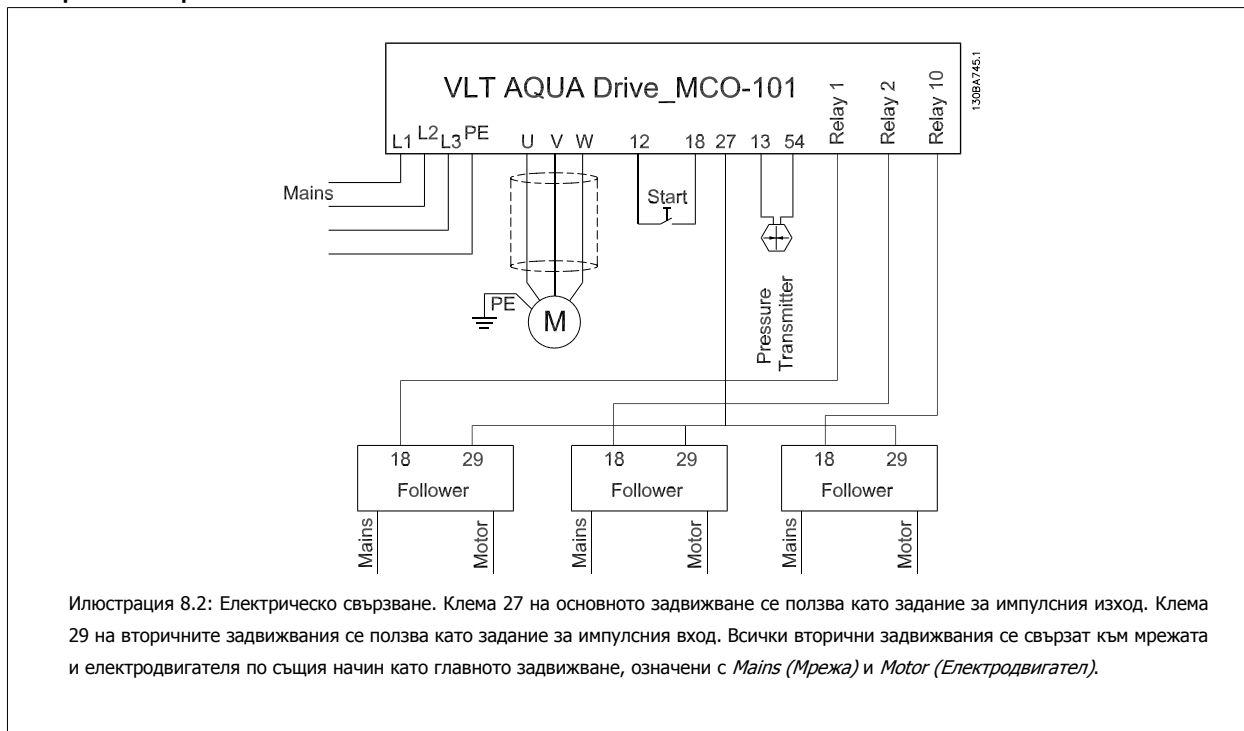 VLT AQUA Drive_MCO-101
Relay 1
Relay 2
Relay 10
130BA745.1
L1 L2 L3 PE U V W 12 18 27 13 54
Mains
Start
PE
M
Pressure
Transmitter
18 29 18 29 18 29
Follower Follower Follower
Mains Motor Mains Motor Mains Motor
Илюстрация 8.2: Електрическо свързване. Клема 27 на основното задвижване се ползва като задание за импулсния изход. Клема
29 на вторичните задвижвания се ползва като задание за импулсния вход. Всички вторични задвижвания се свързат към мрежата
и електродвигателя по същия начин като главното задвижване, означени с Mains (Мрежа) и Motor (Електродвигател).